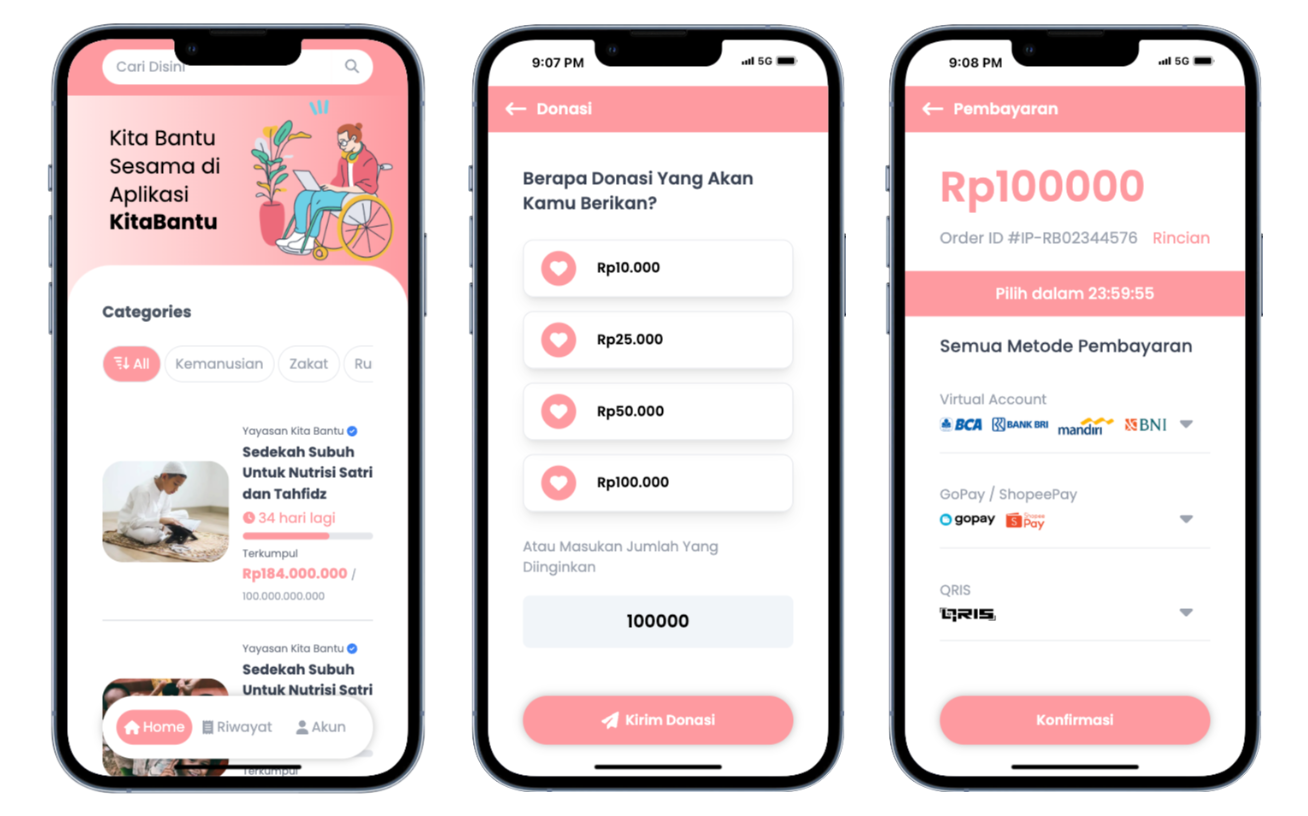 Cari Disini
Kita Bantu
Sesama di
Aplikasi
KitaBantu
Categories
All
Kemanusian
Zakat
Ru
Yayasan Kita Bantu
Sedekah Subuh
Untuk Nutrisi Satri
dan Tahfidz
34 hari lagi
Terkumpul
Rp184.000.000 /
100.000.000.000
Yayasan Kita Bantu
Sedekah Subuh
Untuk Nutrisi Satri
Home
Riwayat
Akun
Terkumpul
9:07 PM
5G
Donasi
Berapa Donasi Yang Akan
Kamu Berikan?
Rp10.000
Rp25.000
Rp50.000
Rp100.000
Atau Masukan Jumlah Yang
Diinginkan
100000
Kirim Donasi
9:08 PM
5G
Pembayaran
Rp100000
Order ID #IP-RB02344576 Rincian
Pilih dalam 23:59:55
Semua Metode Pembayaran
Virtual Account
BCA BANK BRI mandiri BNI
GoPay / ShopeePay
gopay S Shopee Pay
QRIS
QRIS
Konfirmasi